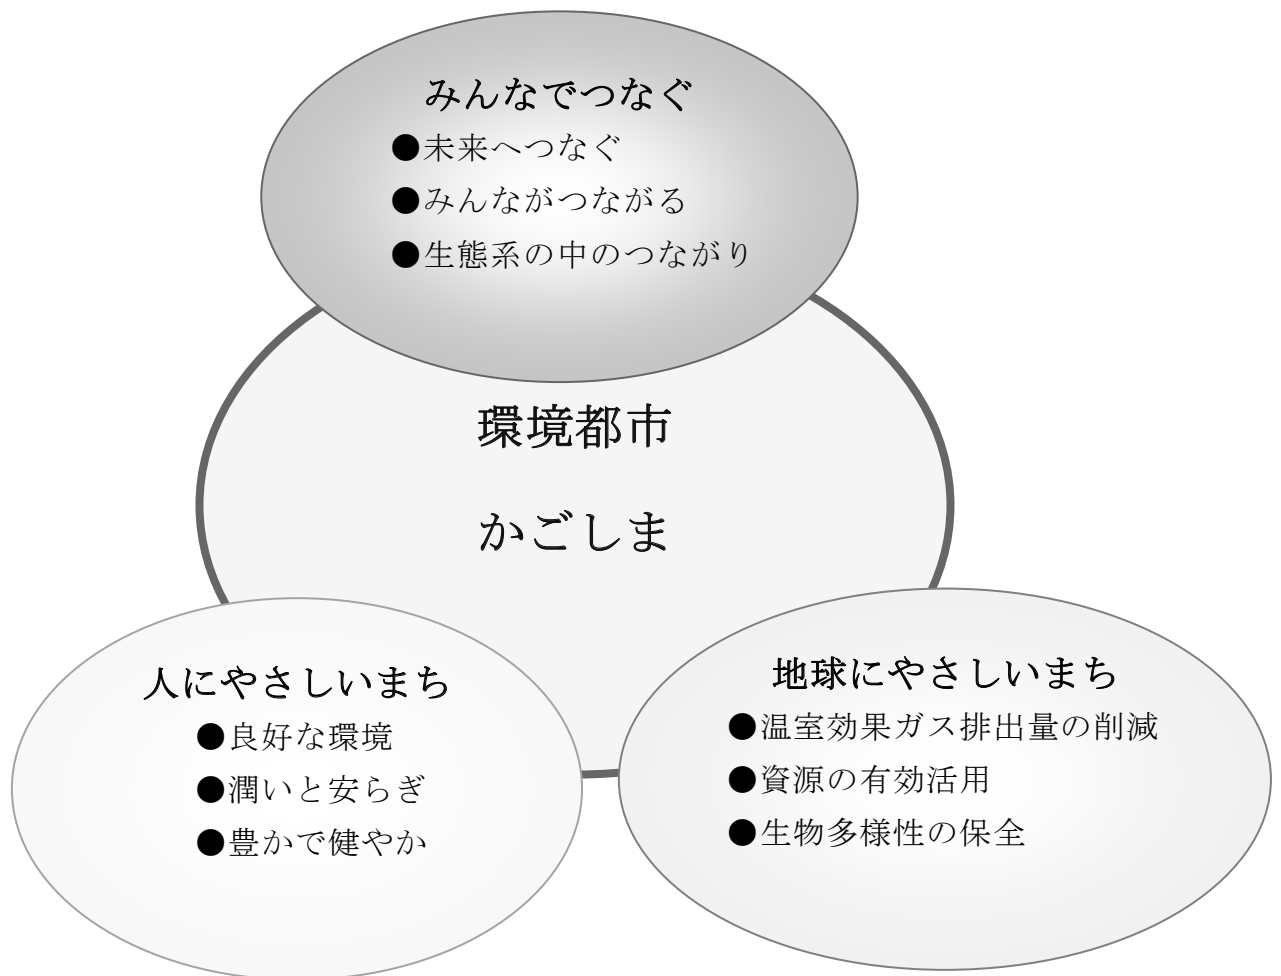 みんなでつなぐ
●未来へつなぐ
●みんながつながる
●生態系の中のつながり
環境都市
かごしま
人にやさしいまち
●良好な環境
●潤いと安らぎ
●豊かで健やか
地球にやさしいまち
●温室効果ガス排出量の削減
●資源の有効活用
●生物多様性の保全